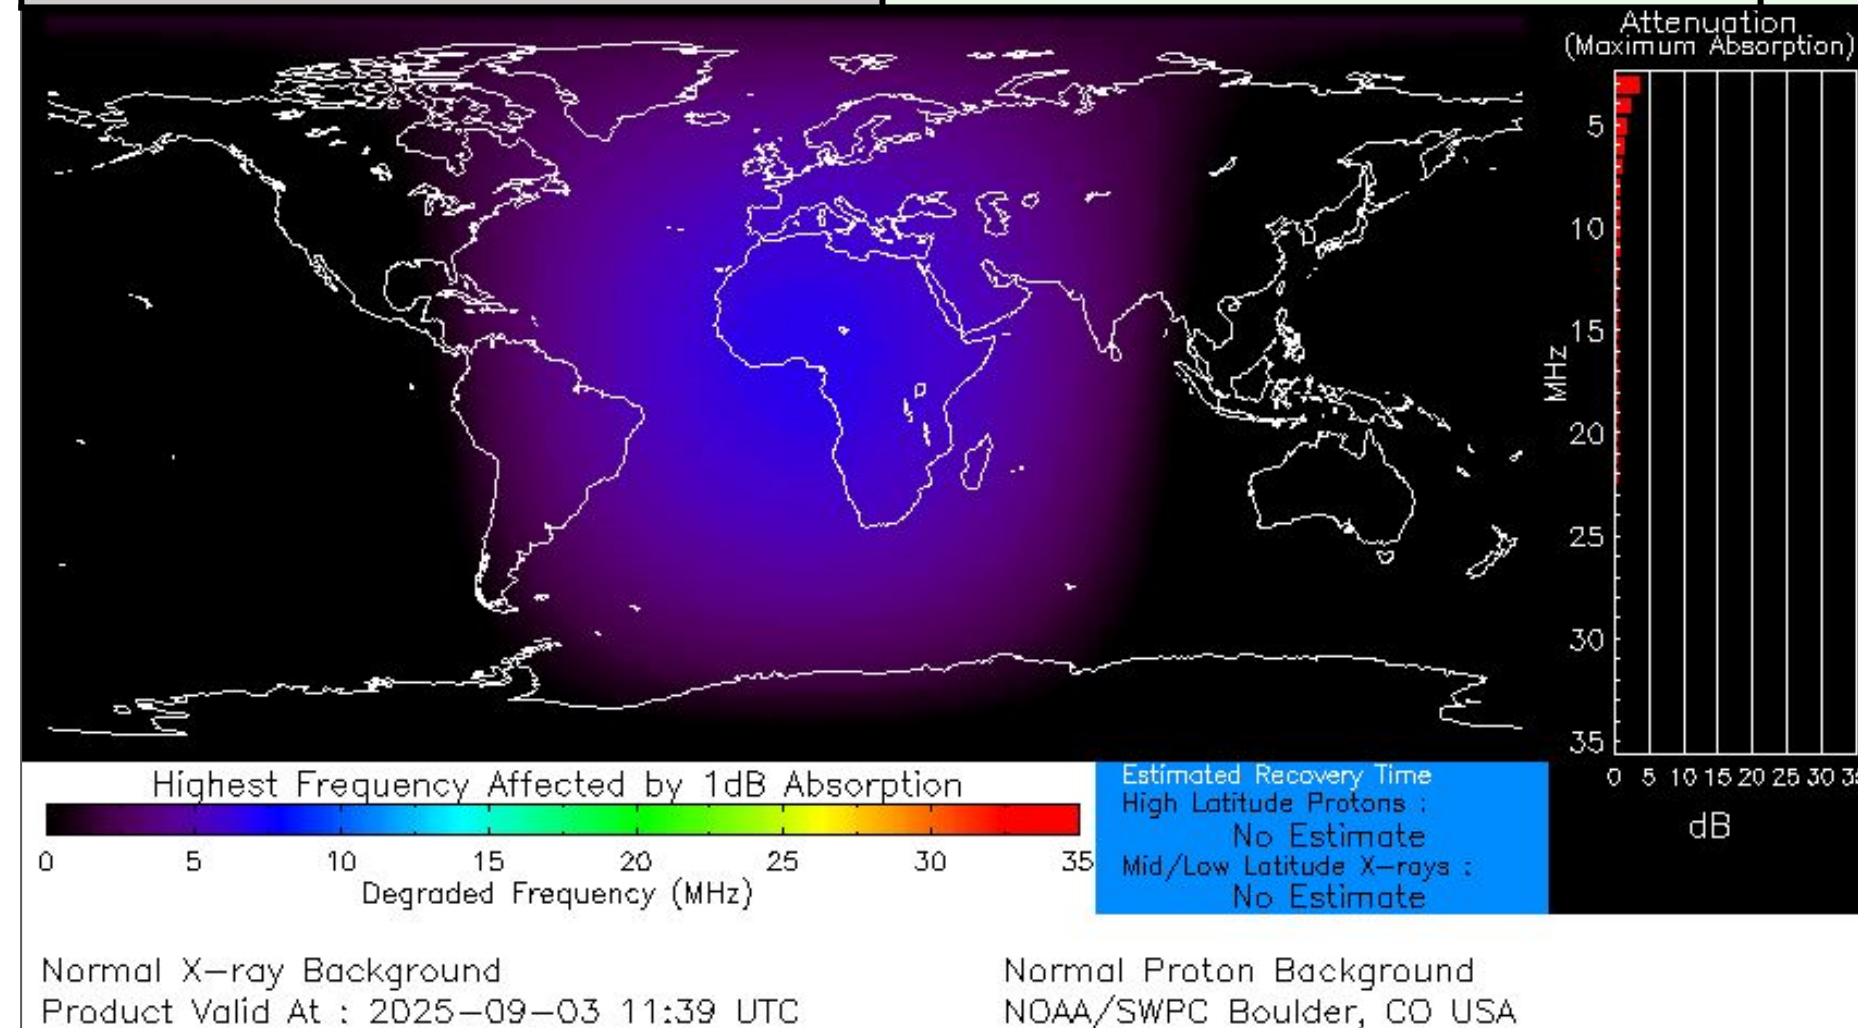 Attenuation
(Maximum Absorption)
5
10
15
20
25
30
35
MHz
0 5 10 15 20 25 30
dB
Highest Frequency Affected by 1dB Absorption
0 5 10 15 20 25 30 35
Degraded Frequency (MHz)
Estimated Recovery Time
High Latitude Protons :
No Estimate
Mid/Low Latitude X-rays :
No Estimate
Normal X-ray Background
Product Valid At : 2025-09-03 11:39 UTC
Normal Proton Background
NOAA/SWPC Boulder, CO USA